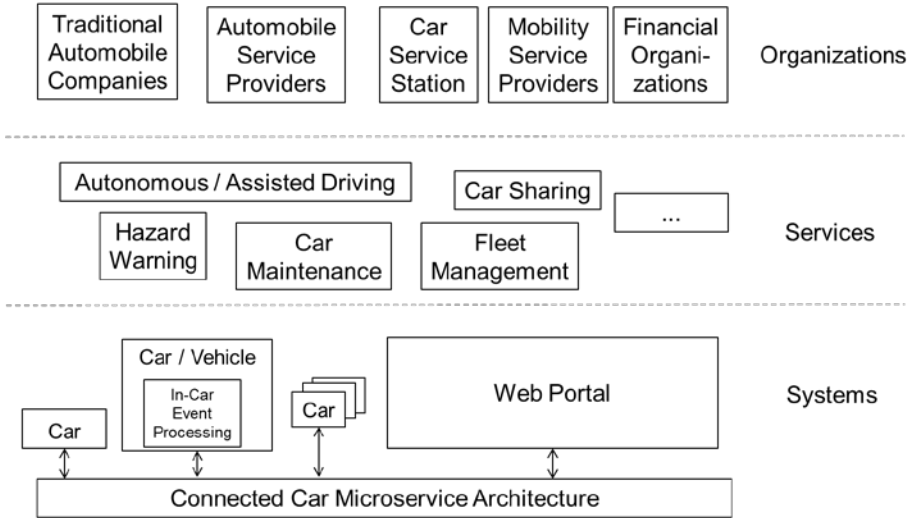 Traditional
Automobile
Companies
Automobile
Service
Providers
Car
Service
Station
Mobility
Service
Providers
Financial
Organi-
zations
Organizations
Autonomous / Assisted Driving
Car Sharing
...
Hazard
Warning
Car
Maintenance
Fleet
Management
Services
Car / Vehicle
In-Car
Event
Processing
Car
Car
Web Portal
Systems
Connected Car Microservice Architecture